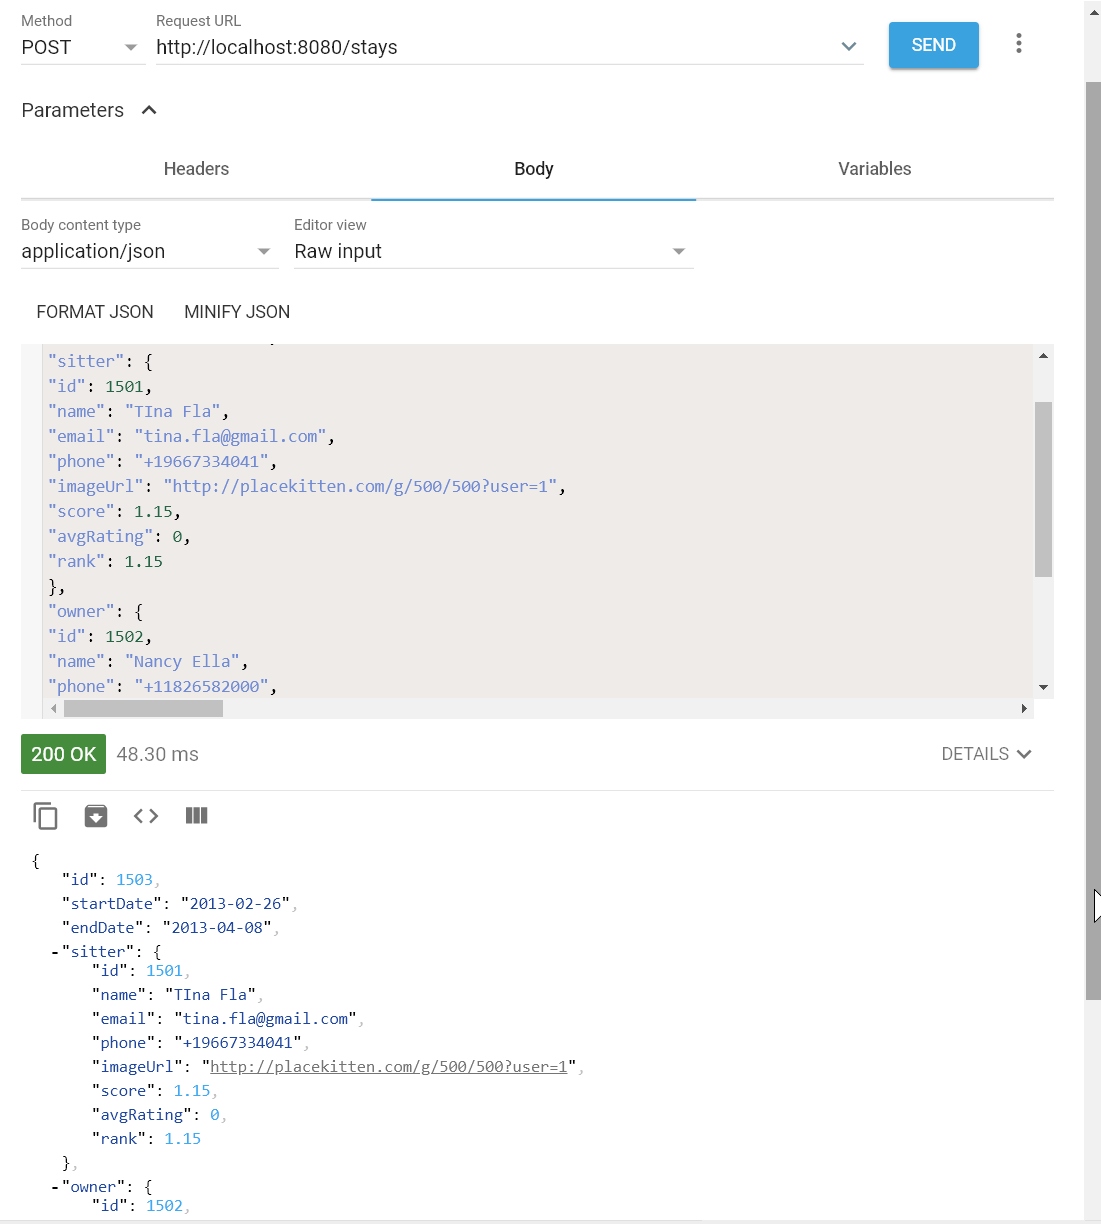 Method Request URL
POST http://localhost:8080/stays SEND
Parameters
Headers Body Variables
Body content type Editor view
application/json Raw input
FORMAT JSON MINIFY JSON
"sitter": {
"id": 1501,
"name": "TIna Fla",
"email": "tina.fla@gmail.com",
"phone": "+19667334041",
"imageUrl": "http://placekitten.com/g/500/500?user=1",
"score": 1.15,
"avgRating": 0,
"rank": 1.15
},
"owner": {
"id": 1502,
"name": "Nancy Ella",
"phone": "+11826582000",
200 OK 48.30 ms DETAILS
{
"id": 1503,
"startDate": "2013-02-26",
"endDate": "2013-04-08",
-"sitter": {
"id": 1501,
"name": "TIna Fla",
"email": "tina.fla@gmail.com",
"phone": "+19667334041",
"imageUrl": "http://placekitten.com/g/500/500?user=1",
"score": 1.15,
"avgRating": 0,
"rank": 1.15
},
-"owner": {
"id": 1502,